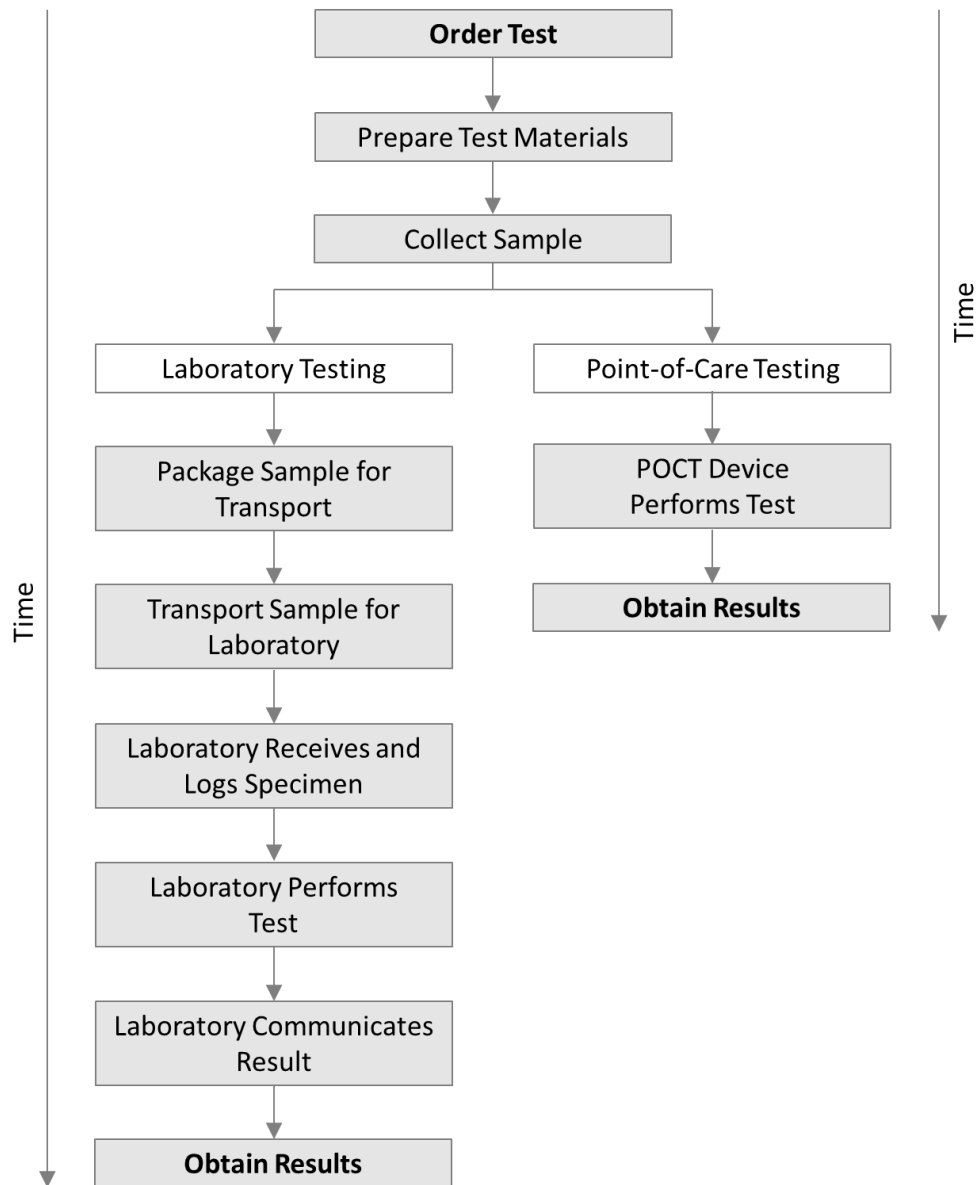 Order Test
Prepare Test Materials
Collect Sample
Laboratory Testing
Package Sample for
Transport
Transport Sample for
Laboratory
Laboratory Receives and
Logs Specimen
Laboratory Performs
Test
Laboratory Communicates
Result
Obtain Results
Point-of-Care Testing
POCT Device
Performs Test
Obtain Results
Time
Time